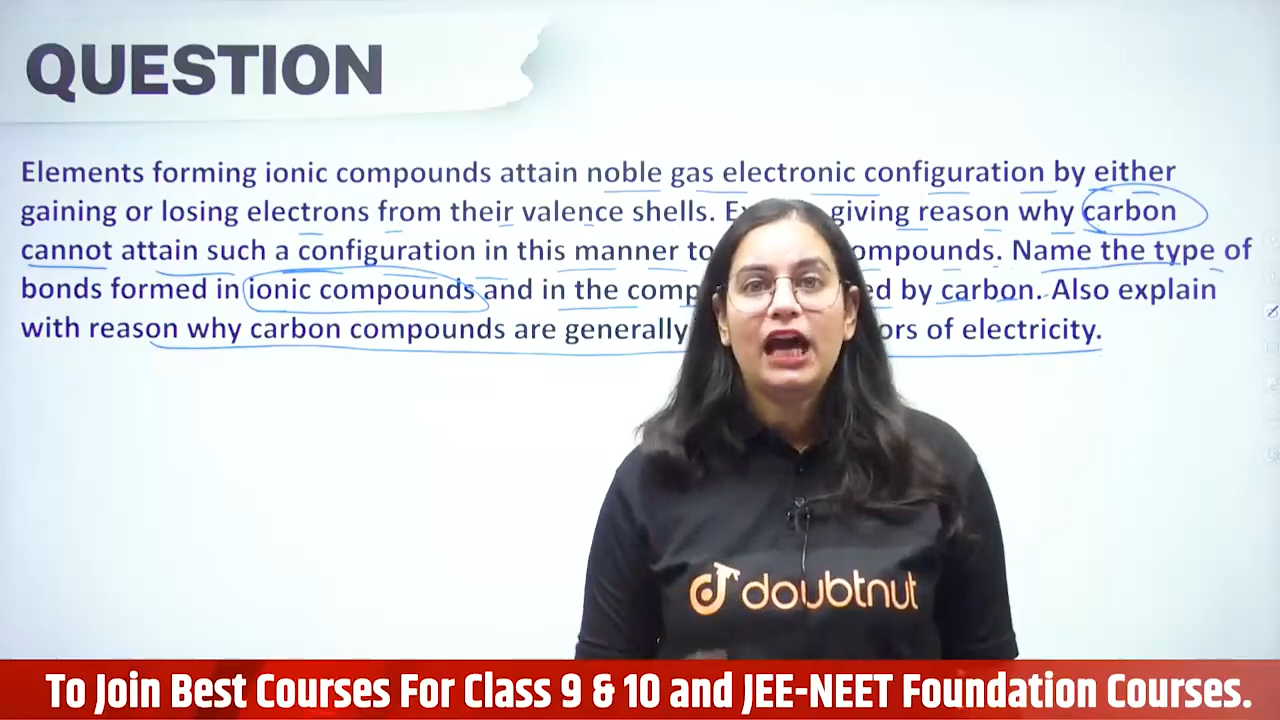 QUESTION
Elements forming ionic compounds attain noble gas electronic configuration by either
gaining or losing electrons from their valence shells. giving reason why carbon
cannot attain such a configuration in this manner to compounds. Name the type of
bonds formed in ionic compounds and in the by carbon. Also explain
with reason why carbon compounds are generally of electricity.
doubtnut
To Join Best Courses For Class 9 & 10 and JEE-NEET Foundation Courses.